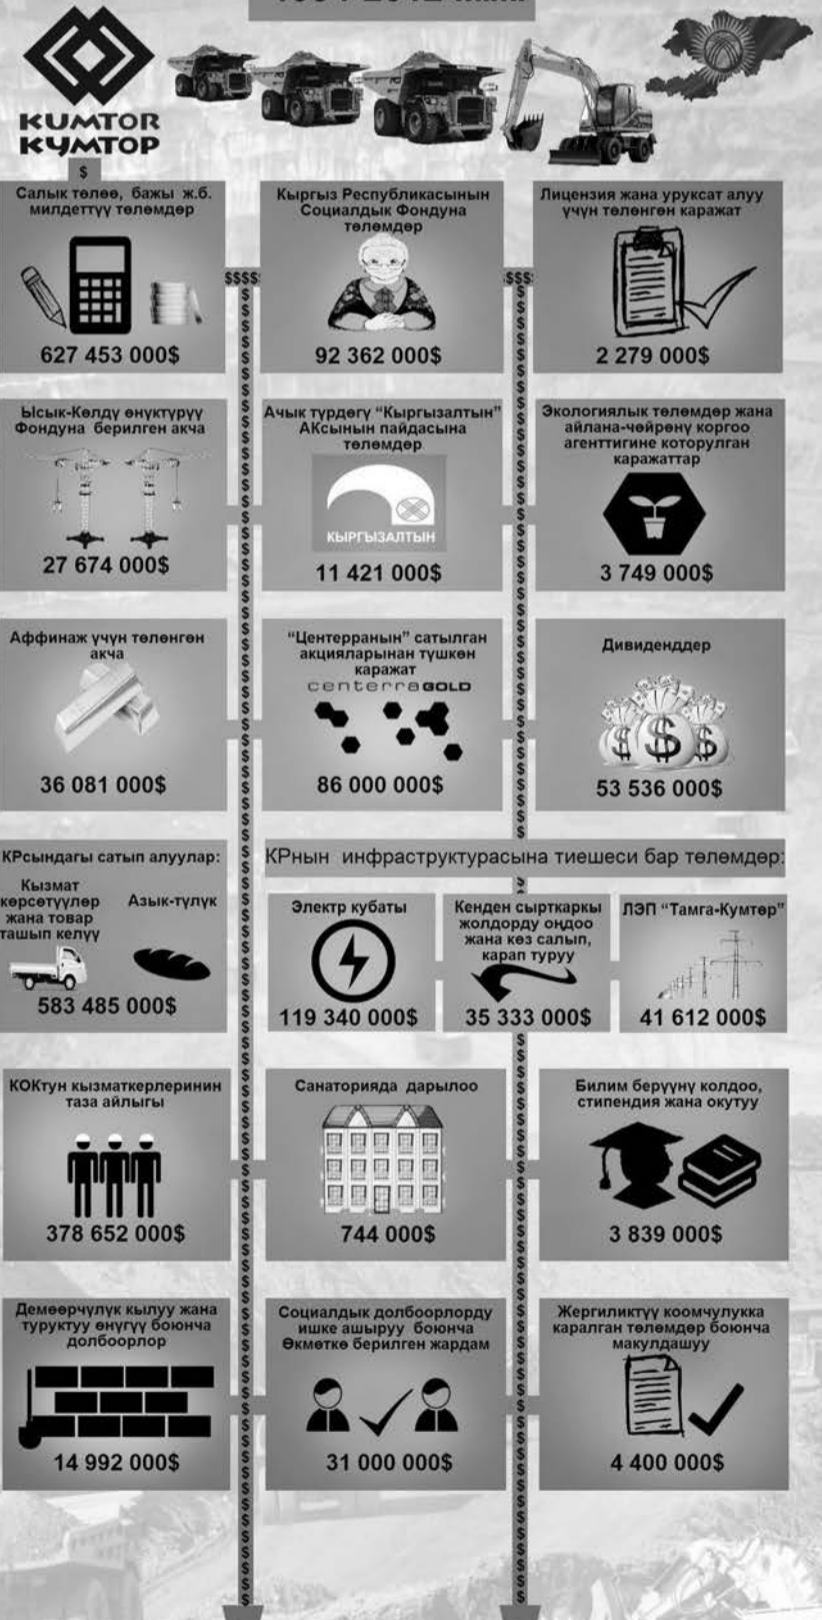 KUMTOR
КУМТОР
$
Салык төлөө, бажы ж.б.
милдеттүү төлөмдөр
627 453 000$
Кыргыз Республикасынын
Социалдык Фондуна
төлөмдөр
92 362 000$
Лицензия жана уруксат алуу
үчүн төлөнгөн каражат
2 279 000$
Ысык-Көлдү өнүктүрүү
Фондуна берилген акча
27 674 000$
Ачык түрдөгү “Кыргызалтын”
АКсынын пайдасына
төлөмдөр
КЫРГЫЗАЛТЫН
11 421 000$
Экологиялык төлөмдөр жана
айлана-чөйрөнү коргоо
агенттигине которулган
каражаттар
3 749 000$
Аффинаж үчүн төлөнгөн
акча
36 081 000$
“Центерранын” сатылган
акцияларынан түшкөн
каражат
centerraGOLD
86 000 000$
Дивиденддер
53 536 000$
КРсындагы сатып алуулар:
Кызмат
көрсөтүүлөр
жана товар
ташып келүү
Азык-түлүк
583 485 000$
КРнын инфраструктурасына тиешеси бар төлөмдөр:
Электр кубаты
119 340 000$
Кенден сырткаркы
жолдорду оңдоо
жана көз салып,
карап туруу
35 333 000$
ЛЭП “Тамга-Кумтөр”
41 612 000$
КОКтун кызматкерлеринин
таза айлыгы
378 652 000$
Санаторияда дарылоо
744 000$
Билим берүүнү колдоо,
стипендия жана окутуу
3 839 000$
Демөөрчүлүк кылуу жана
туруктуу өнүгүү боюнча
долбоорлор
14 992 000$
Социалдык долбоорлорду
ишке ашыруу боюнча
Өкмөткө берилген жардам
31 000 000$
Жергиликтүү коомчулукка
каралган төлөмдөр боюнча
макулдашуу
4 400 000$